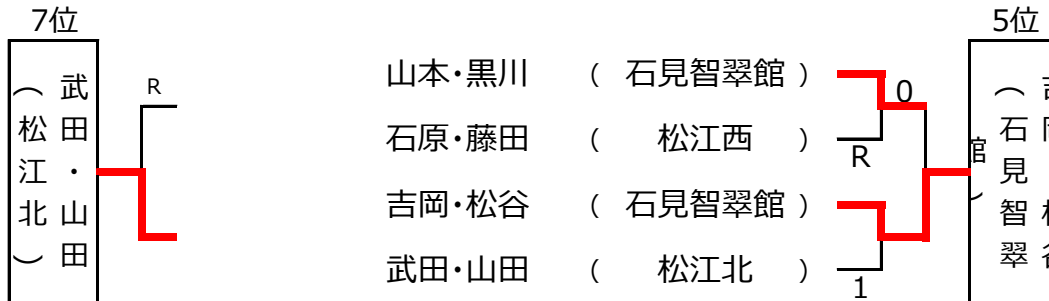 7位
武田・山田
（松江北）
R
山本･黒川 ( 石見智翠館 )
石原･藤田 ( 松江西 )
吉岡･松谷 ( 石見智翠館 )
武田･山田 ( 松江北 )
0
R
1
5位
（石見智翠
館）